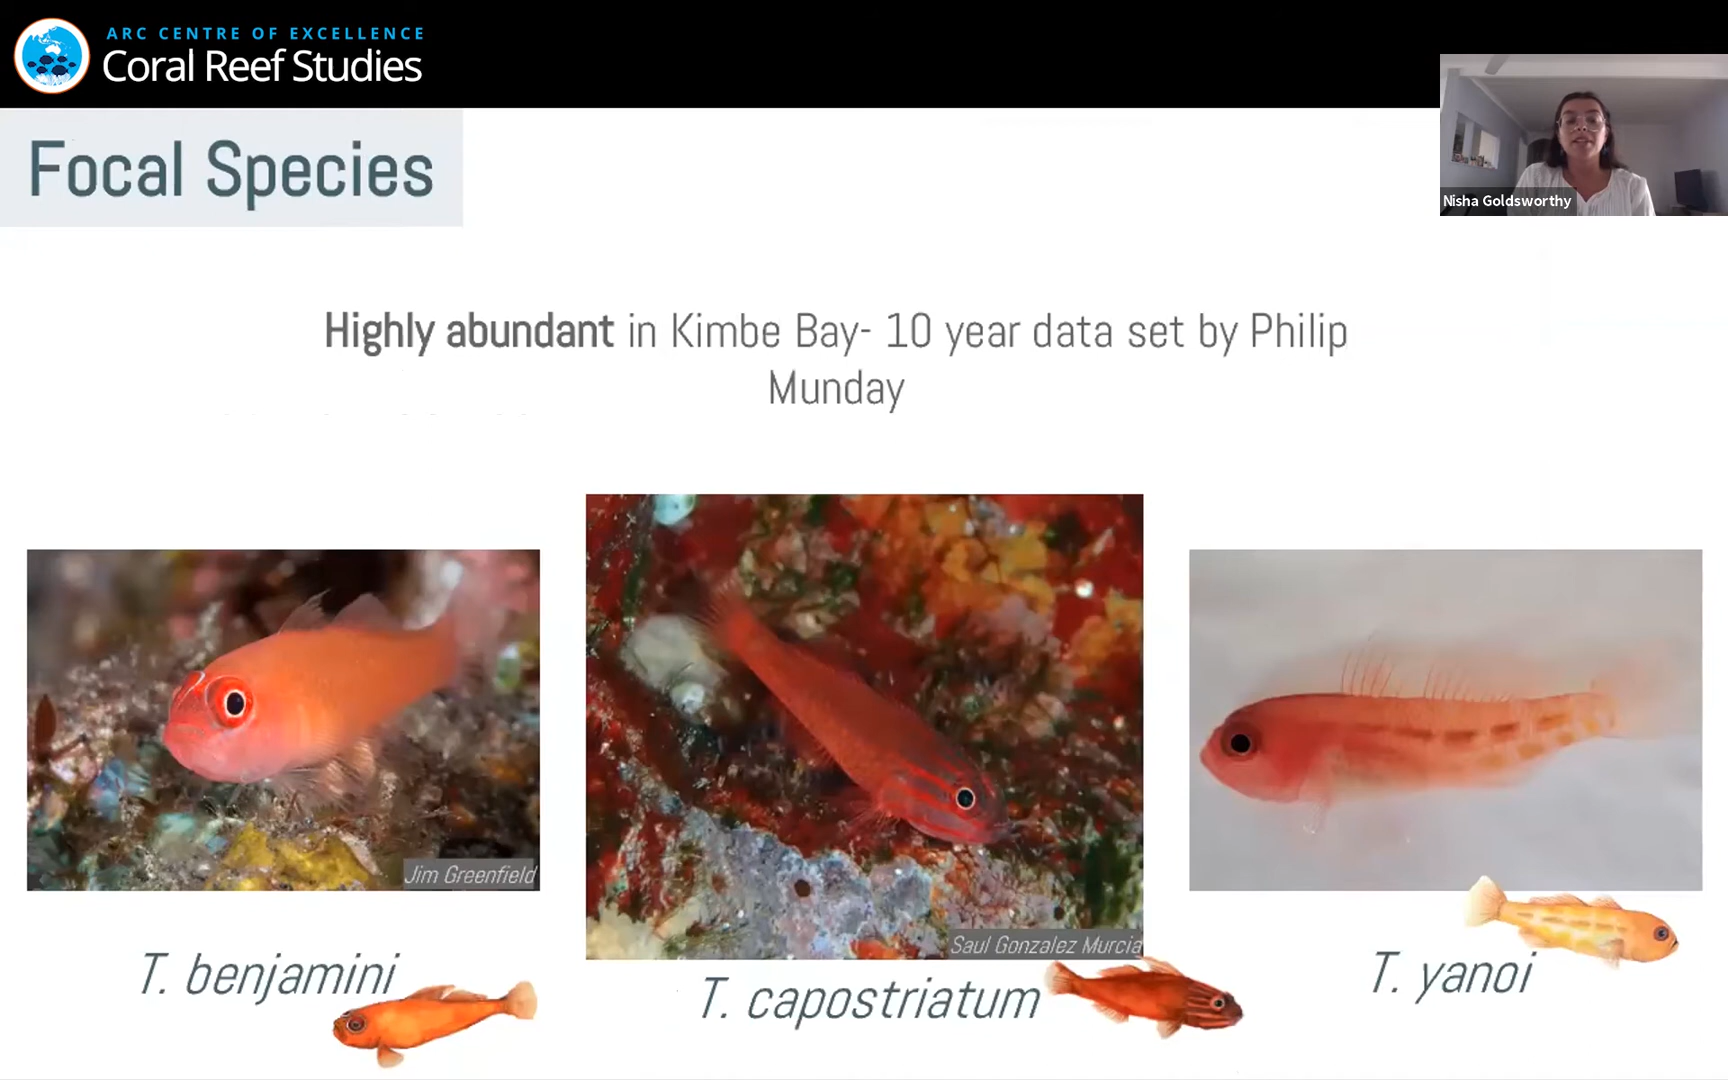 ARC CENTRE OF EXCELLENCE
Coral Reef Studies
Nisha Goldsworthy
Focal Species
Highly abundant in Kimbe Bay- 10 year data set by Philip
Munday
Jim Greenfield
Saul Gonzalez Murcia
T. benjamini
T. capostriatum
T. yanoi